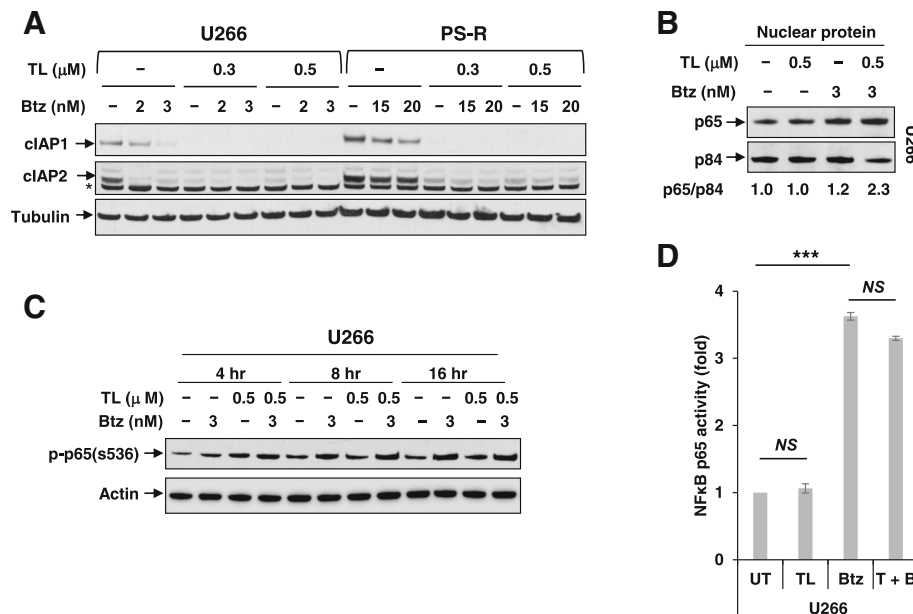 A
U266 PS-R
TL (μM) – 0.3 0.5 – 0.3 0.5
Btz (nM) – 2 3 – 2 3 – 2 3 – 15 20 – 15 20 – 15 20
cIAP1
cIAP2
*
Tubulin
B
Nuclear protein
TL (μM) – 0.5 – 0.5
Btz (nM) – – 3 3
p65
p84
U266
p65/p84 1.0 1.0 1.2 2.3
C
U266
4 hr 8 hr 16 hr
TL (μ M) – – 0.5 0.5 – – 0.5 0.5 – – 0.5 0.5
Btz (nM) – 3 – 3 – 3 – 3 – 3 – 3
p-p65(s536)
Actin
D
***
NS
NS
NFκB p65 activity (fold)
4
3
2
1
0
UT TL Btz T + B
U266